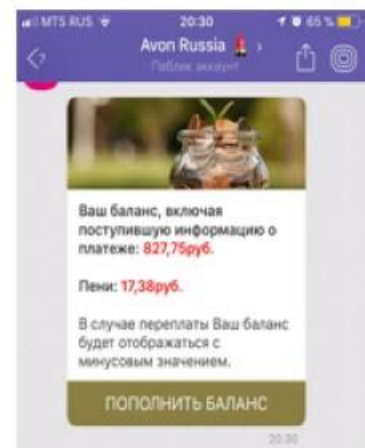 MTS RUS 20:30 65 %
7 Avon Russia 💄 ›
Паблик аккаунт
Ваш баланс, включая
поступившую информацию о
платеже: 827,75руб.
Пени: 17,38руб.
В случае переплаты Ваш баланс
будет отображаться с
минусовым значением.
ПОПОЛНИТЬ БАЛАНС
20:30